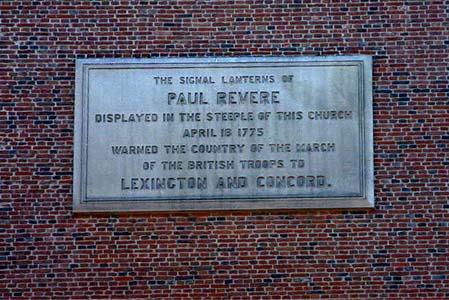 THE SIGNAL LANTERNS OF
PAUL REVERE
DISPLAYED IN THE STEEPLE OF THIS CHURCH
APRIL 18 1775
WARNED THE COUNTRY OF THE MARCH
OF THE BRITISH TROOPS TO
LEXINGTON AND CONCORD.